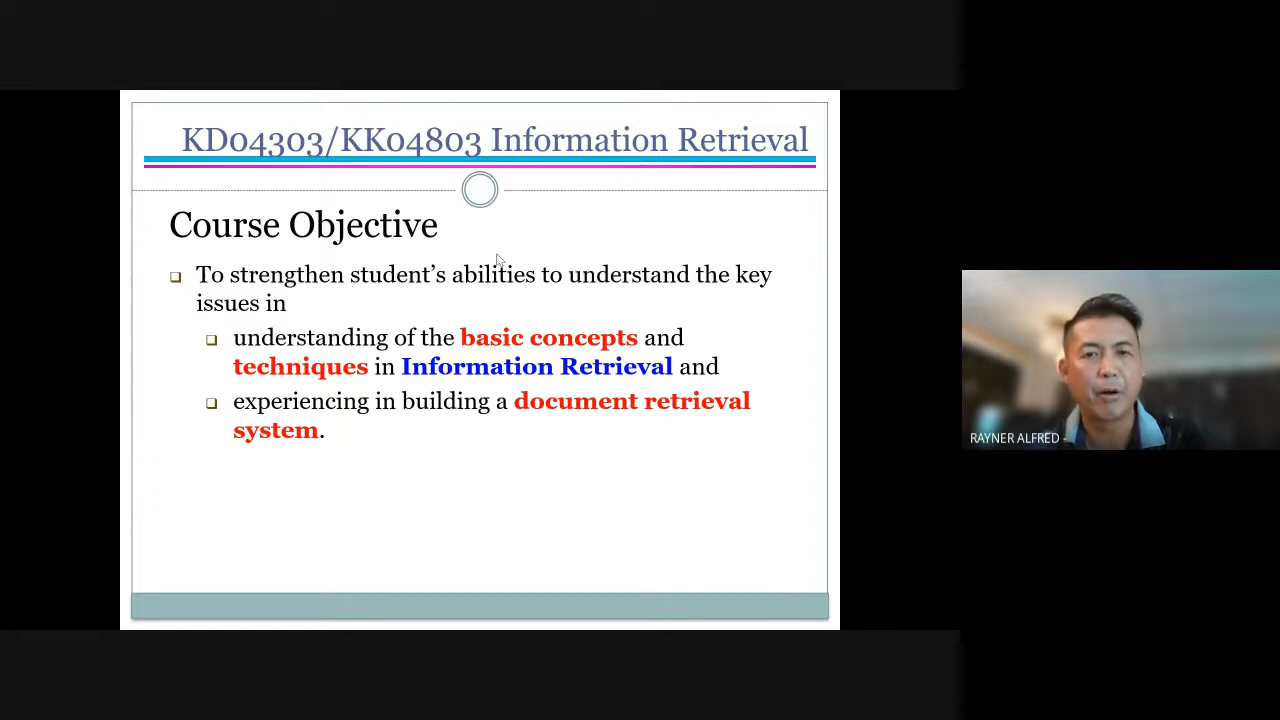 KD04303/KK04803 Information Retrieval
Course Objective
To strengthen student's abilities to understand the key
issues in
understanding of the basic concepts and
techniques in Information Retrieval and
experiencing in building a document retrieval
system.
RAYNER ALFRED -